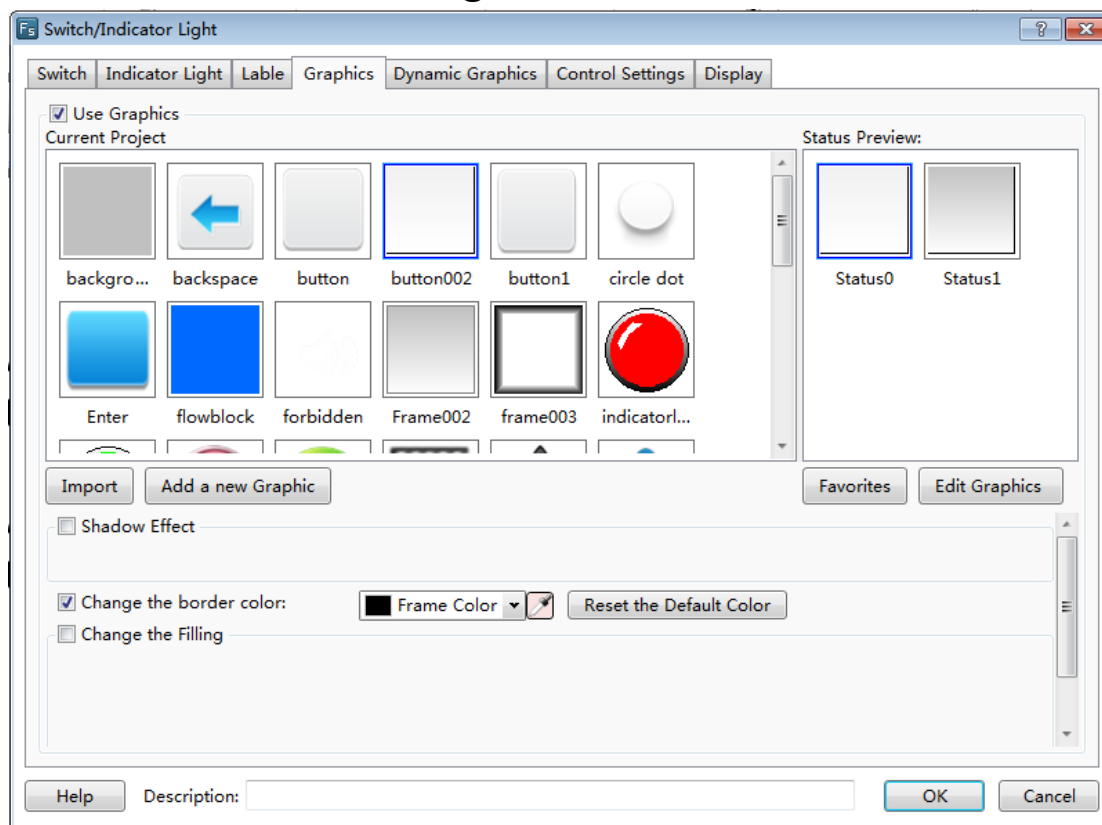 Fs Switch/Indicator Light
Switch Indicator Light Lable Graphics Dynamic Graphics Control Settings Display
Use Graphics
Current Project Status Preview:
backgro... backspace button button002 button1 circle dot Status0 Status1
Enter flowblock forbidden Frame002 frame003 indicatorl...
Import Add a new Graphic Favorites Edit Graphics
Shadow Effect
Change the border color: Frame Color Reset the Default Color
Change the Filling
Help Description: OK Cancel